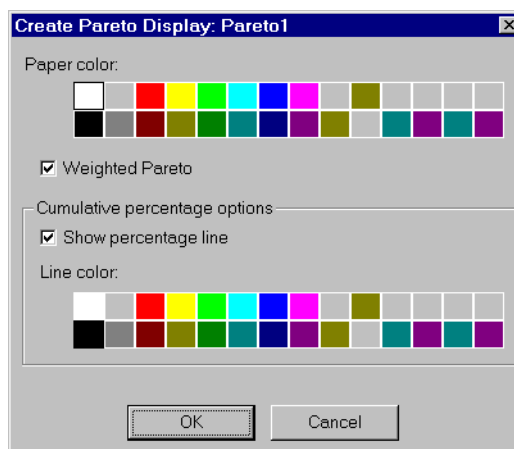 Create Pareto Display: Pareto1
Paper color:
Weighted Pareto
Cumulative percentage options
Show percentage line
Line color:
OK
Cancel